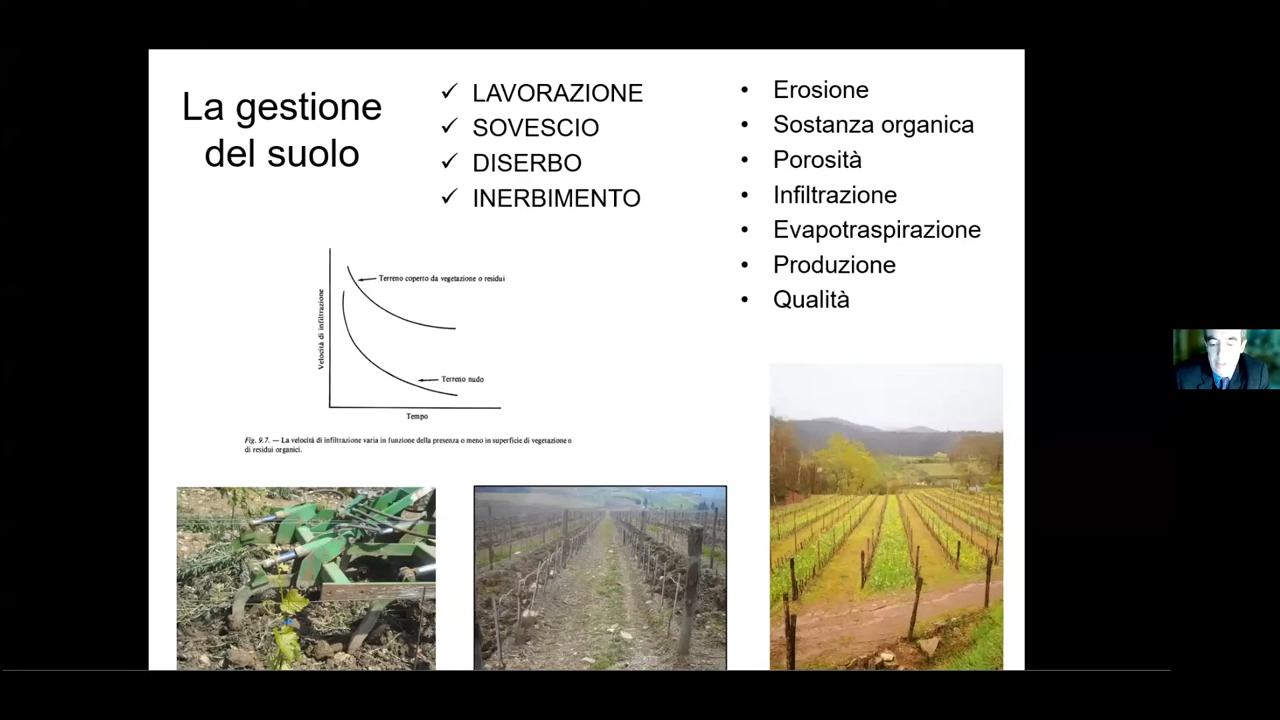 La gestione
del suolo
✓ LAVORAZIONE
✓ SOVESCIO
✓ DISERBO
✓ INERBIMENTO
• Erosione
• Sostanza organica
• Porosità
• Infiltrazione
• Evapotraspirazione
• Produzione
• Qualità
Terreno coperto da vegetazione o residui
Velocità di infiltrazione
Terreno nudo
Tempo
Fig. 9.7. — La velocità di infiltrazione varia in funzione della presenza o meno in superficie di vegetazione o
di residui organici.